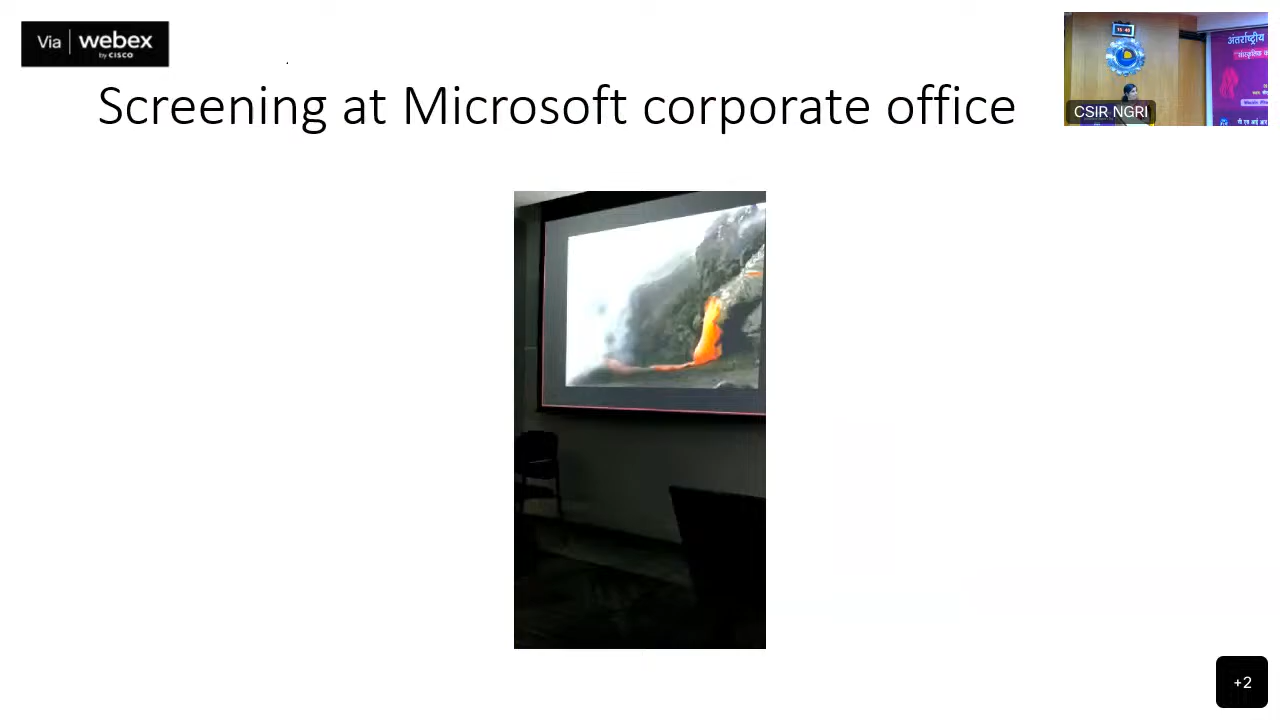 Via webex
by CISCO
Screening at Microsoft corporate office
अंतर्राष्ट्रीय
CSIR NGRI
+2